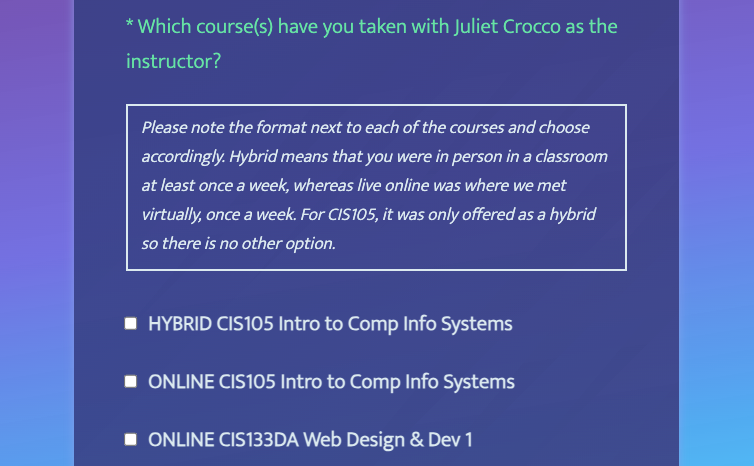 * Which course(s) have you taken with Juliet Crocco as the
instructor?
Please note the format next to each of the courses and choose
accordingly. Hybrid means that you were in person in a classroom
at least once a week, whereas live online was where we met
virtually, once a week. For CIS105, it was only offered as a hybrid
so there is no other option.
HYBRID CIS105 Intro to Comp Info Systems
ONLINE CIS105 Intro to Comp Info Systems
ONLINE CIS133DA Web Design & Dev 1